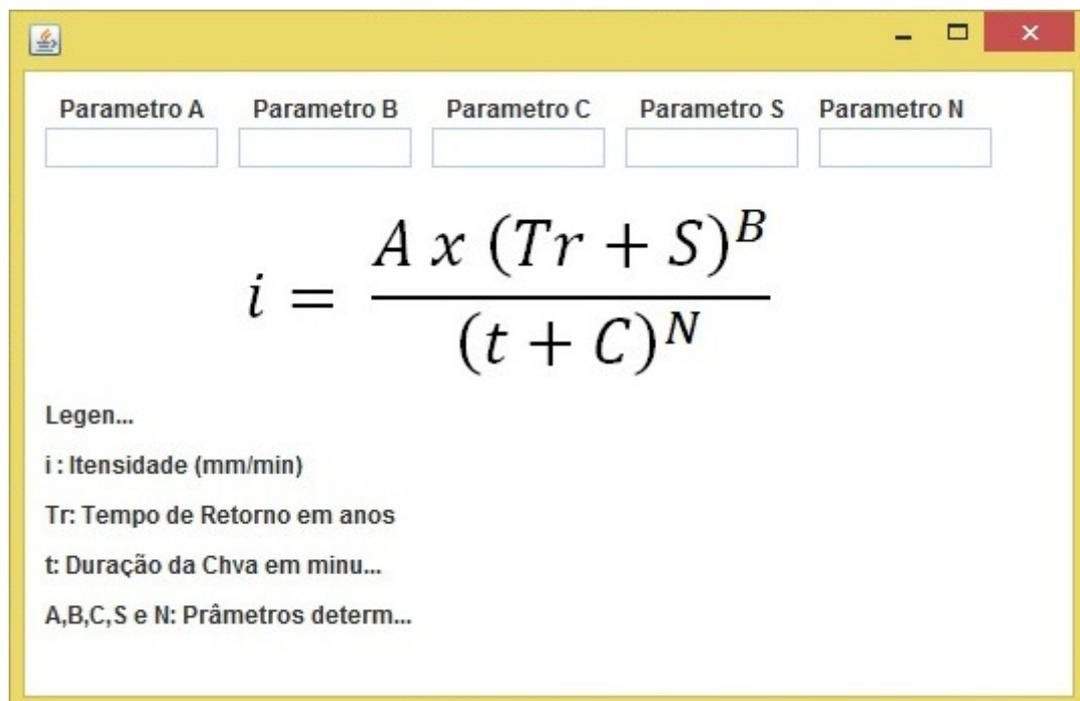 Parametro A Parametro B Parametro C Parametro S Parametro N
i = A x (Tr + S)^B
(t + C)^N
Legen...
i : Itensidade (mm/min)
Tr: Tempo de Retorno em anos
t: Duração da Chva em minu...
A,B,C,S e N: Prâmetros determ...